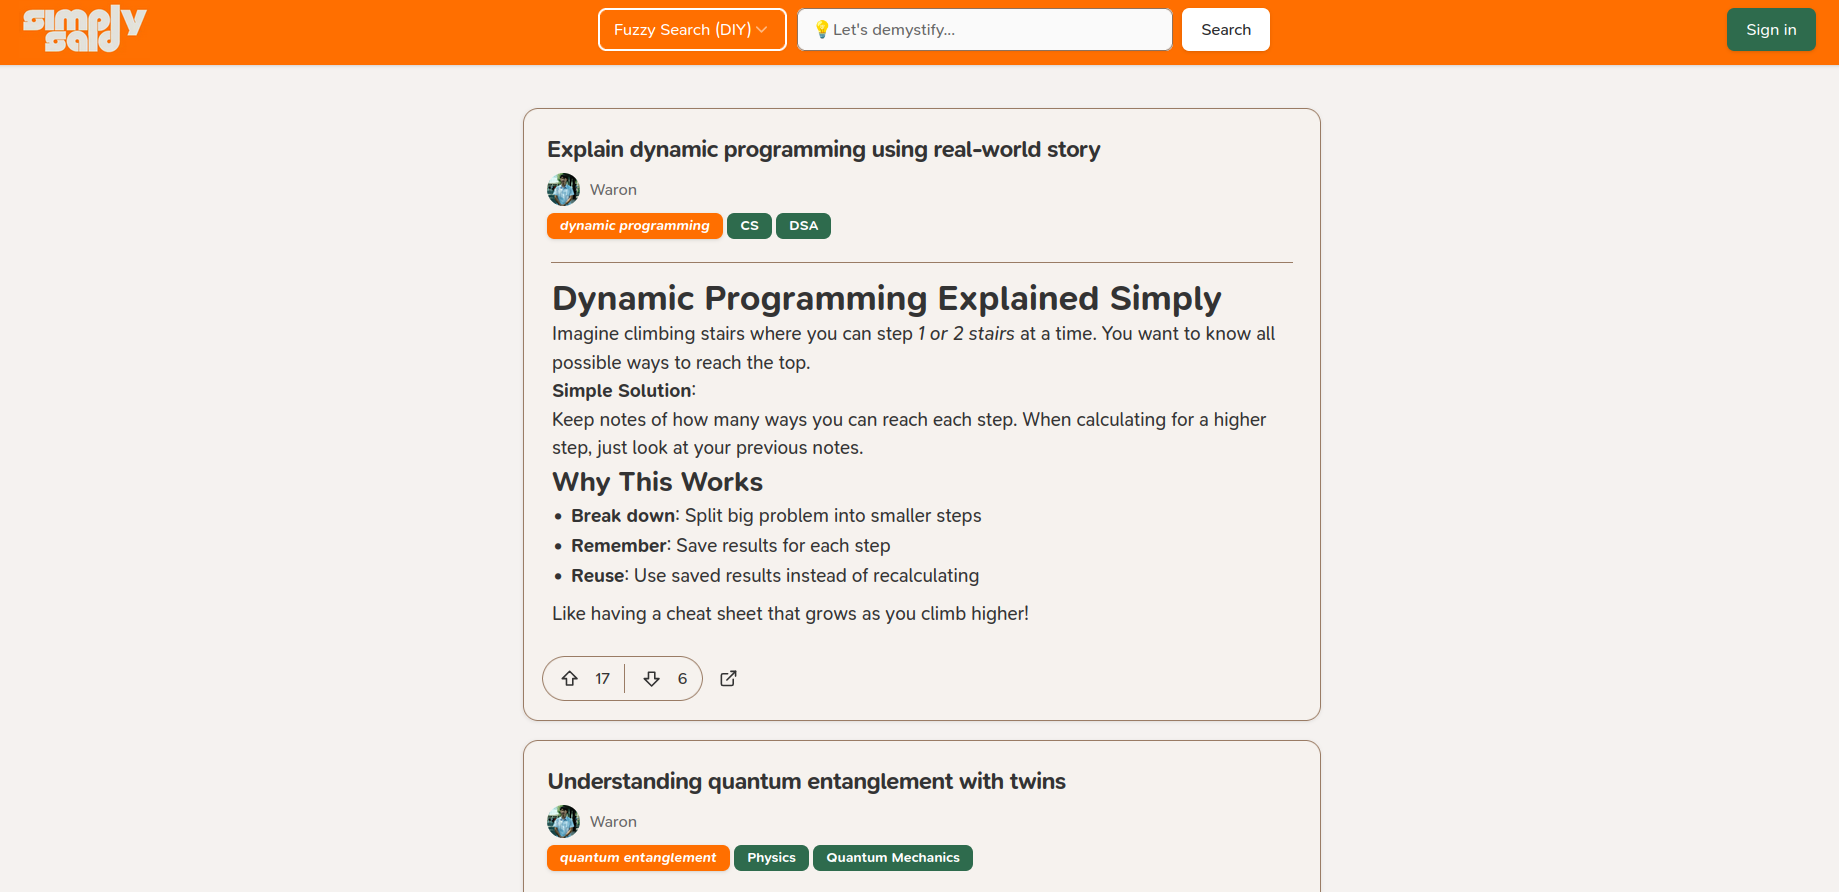 simply
said
Fuzzy Search (DIY)
💡Let's demystify...
Search
Sign in
Explain dynamic programming using real-world story
Waron
dynamic programming CS DSA
Dynamic Programming Explained Simply
Imagine climbing stairs where you can step 1 or 2 stairs at a time. You want to know all
possible ways to reach the top.
Simple Solution:
Keep notes of how many ways you can reach each step. When calculating for a higher
step, just look at your previous notes.
Why This Works
• Break down: Split big problem into smaller steps
• Remember: Save results for each step
• Reuse: Use saved results instead of recalculating
Like having a cheat sheet that grows as you climb higher!
17 6
Understanding quantum entanglement with twins
Waron
quantum entanglement Physics Quantum Mechanics